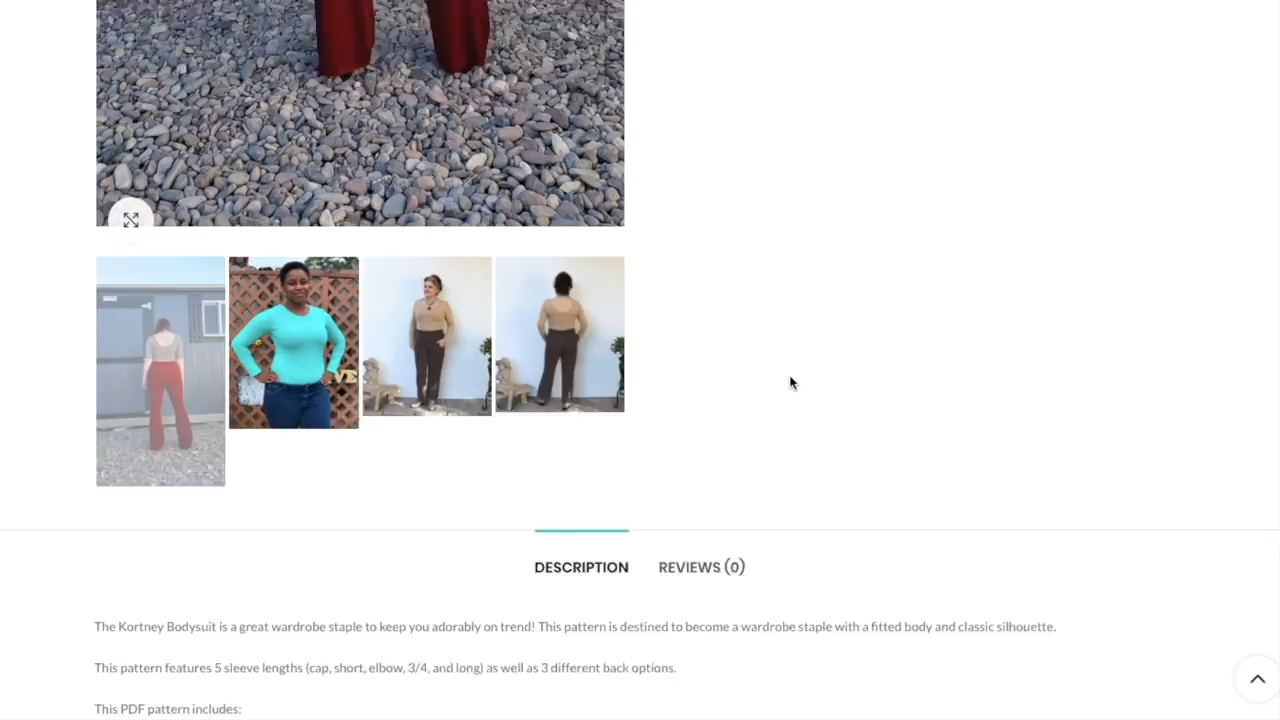 DESCRIPTION REVIEWS (0)
The Kortney Bodysuit is a great wardrobe staple to keep you adorably on trend! This pattern is destined to become a wardrobe staple with a fitted body and classic silhouette.
This pattern features 5 sleeve lengths (cap, short, elbow, 3/4, and long) as well as 3 different back options.
This PDF pattern includes: